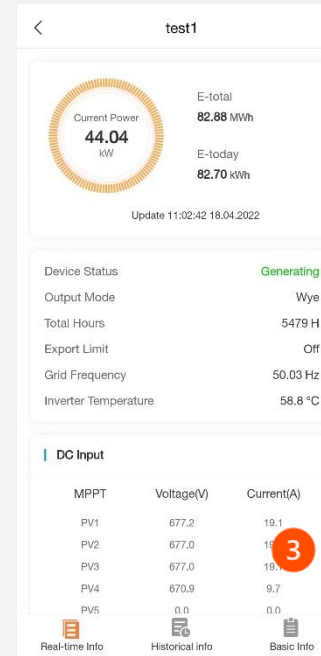 test1
Current Power
44.04
kW
E-total
82.88 MWh
E-today
82.70 kWh
Update 11:02:42 18.04.2022
Device Status Generating
Output Mode Wye
Total Hours 5479 H
Export Limit Off
Grid Frequency 50.03 Hz
Inverter Temperature 58.8 °C
DC Input
MPPT Voltage(V) Current(A)
PV1 677.2 19.1
PV2 677.0
3
PV3 677.0
PV4 670.9 9.7
PV5 0.0 0.0
Real-time Info Historical info Basic Info